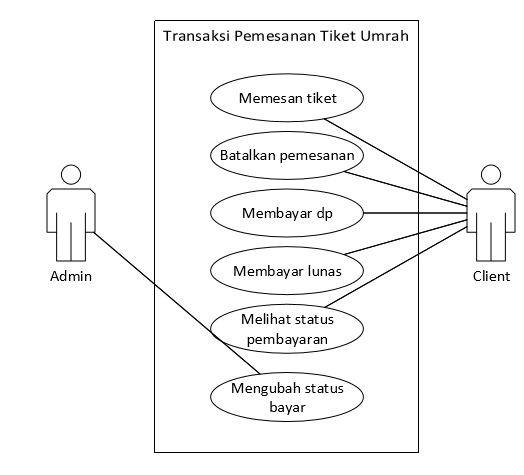 Transaksi Pemesanan Tiket Umrah
Memesan tiket
Batalkan pemesanan
Membayar dp
Membayar lunas
Melihat status
pembayaran
Mengubah status
bayar
Admin
Client